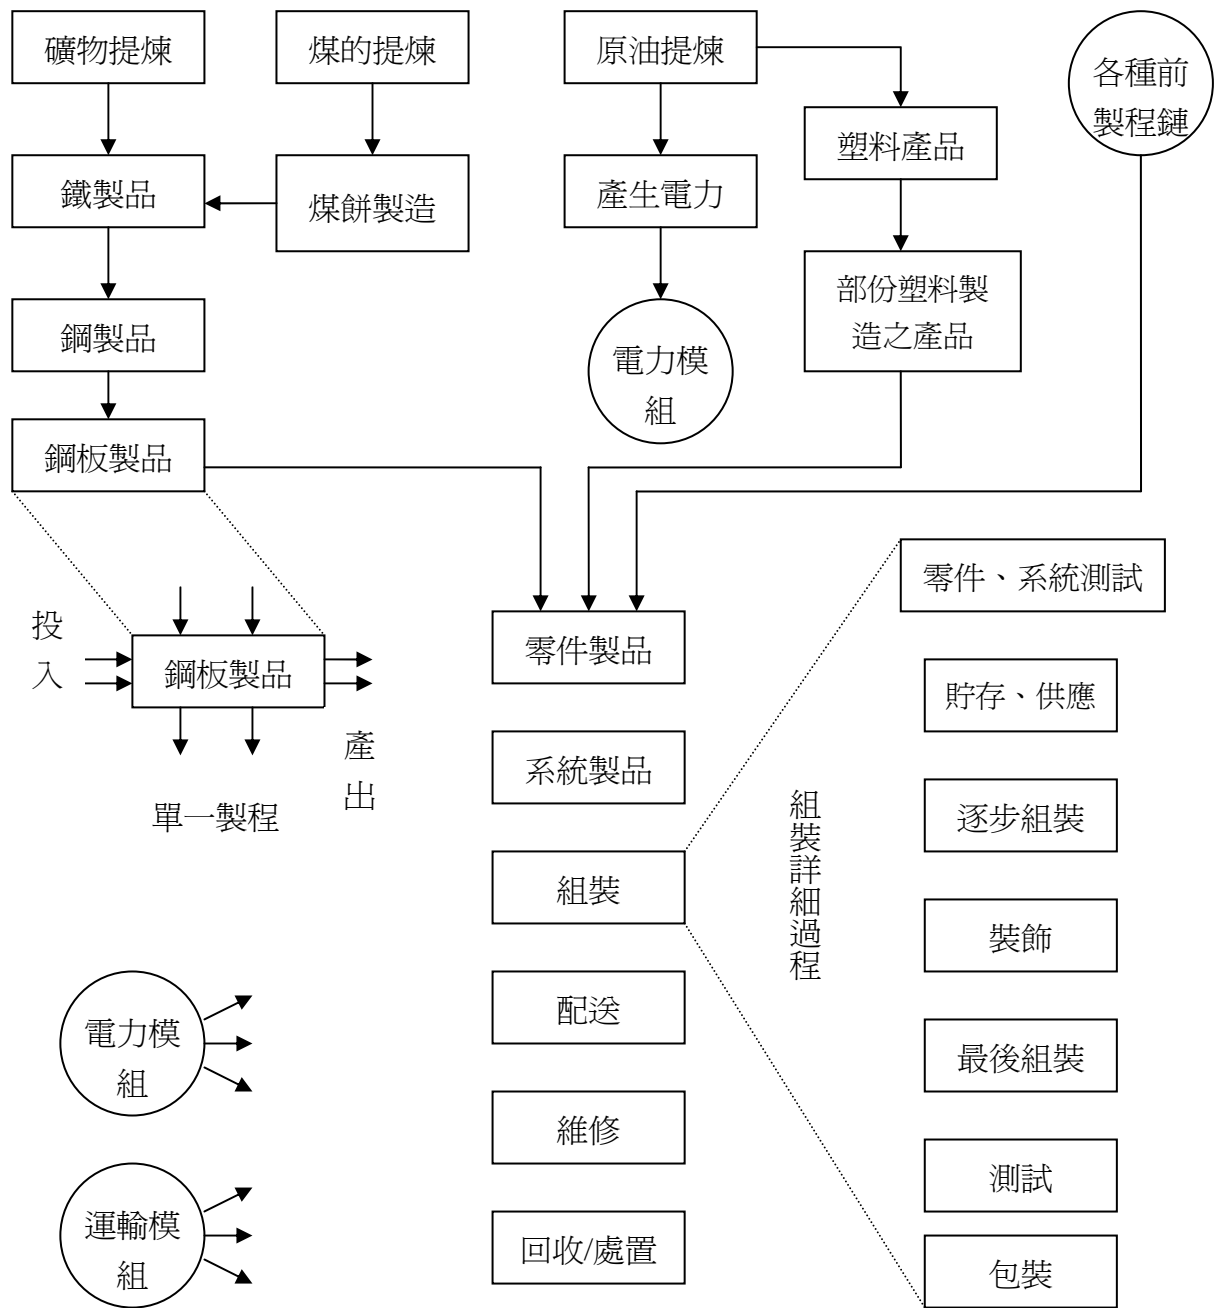 礦物提煉
煤的提煉
原油提煉
各種前
製程鏈
塑料產品
鐵製品
煤餅製造
產生電力
部份塑料製
造之產品
鋼製品
電力模
組
鋼板製品
零件、系統測試
投
入
鋼板製品
零件製品
貯存、供應
產
出
系統製品
單一製程
逐步組裝
組裝詳細過程
組裝
裝飾
配送
電力模
組
最後組裝
維修
測試
運輸模
組
回收/處置
包裝